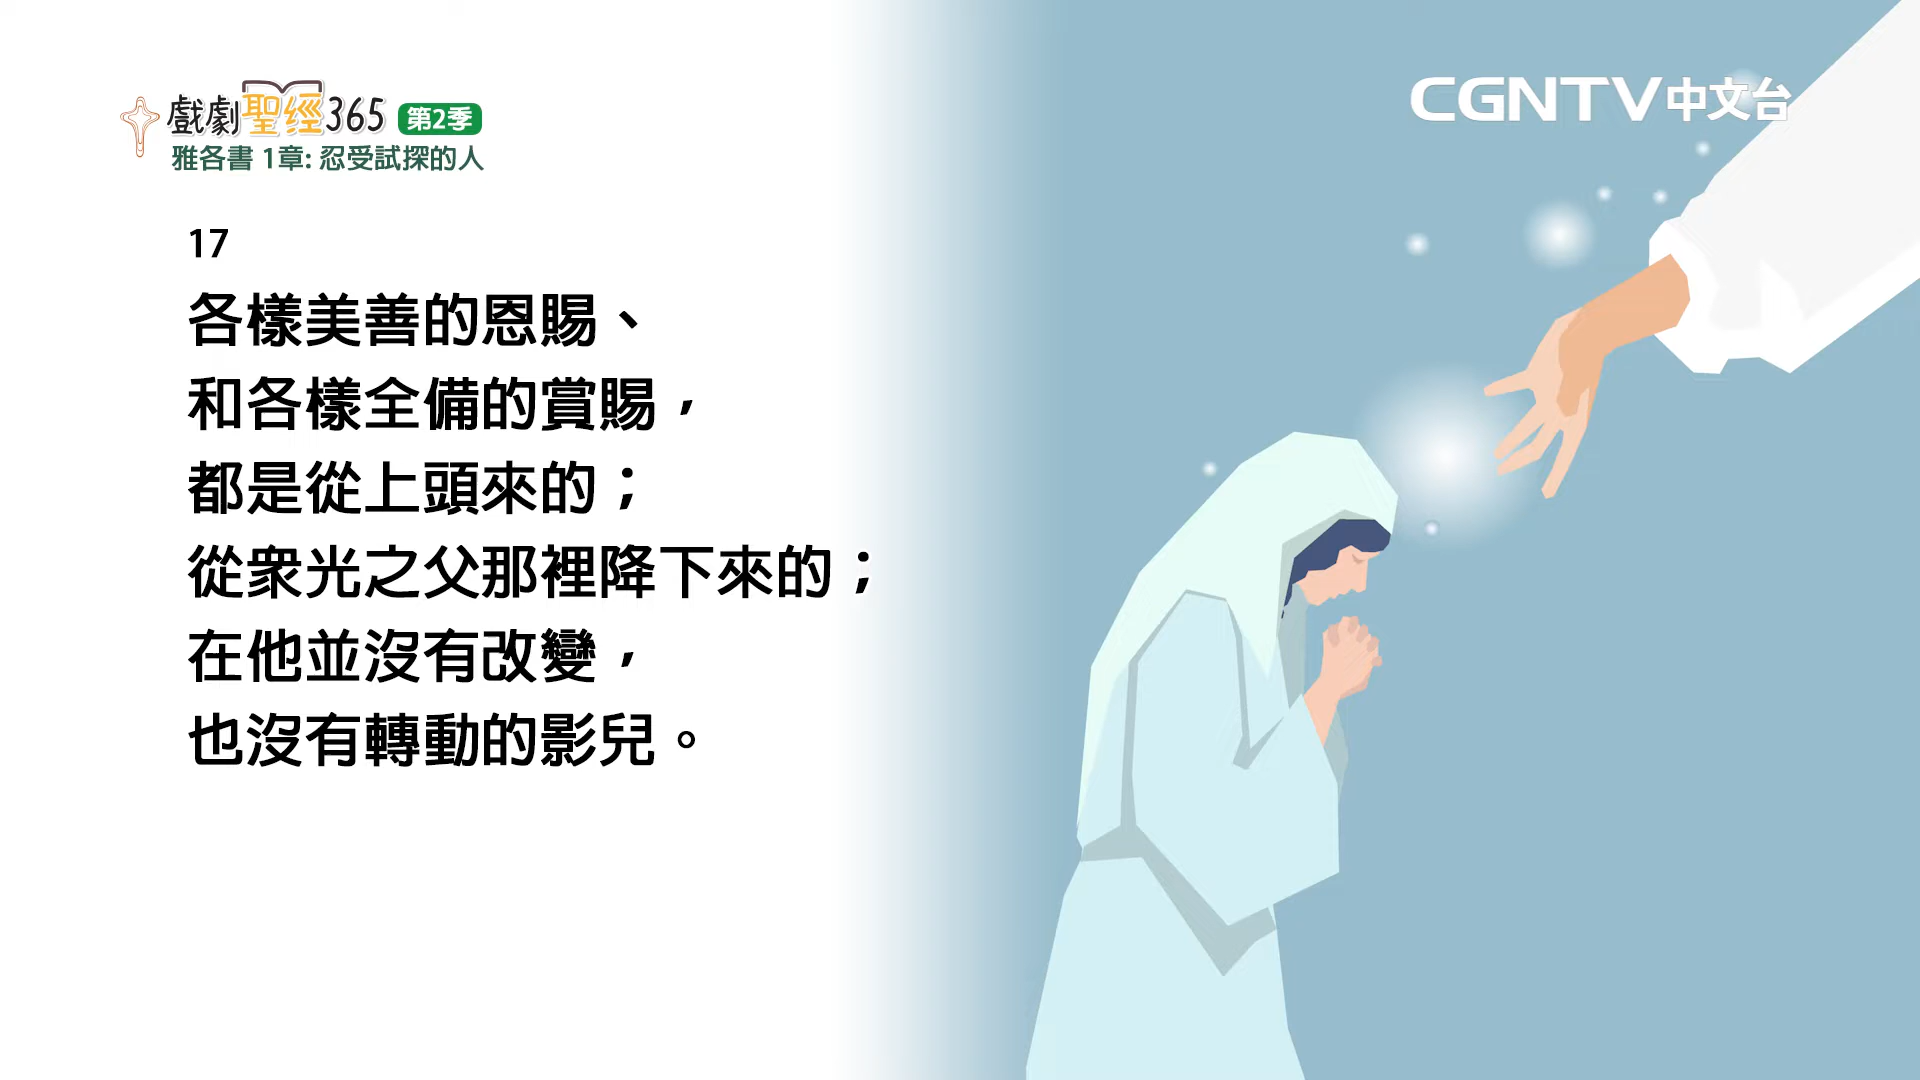 戲劇聖經365 第2季
雅各書 1章: 忍受試探的人
CGNTV中文台
17
各樣美善的恩賜、
和各樣全備的賞賜，
都是從上頭來的；
從衆光之父那裡降下來的；
在他並沒有改變，
也沒有轉動的影兒。